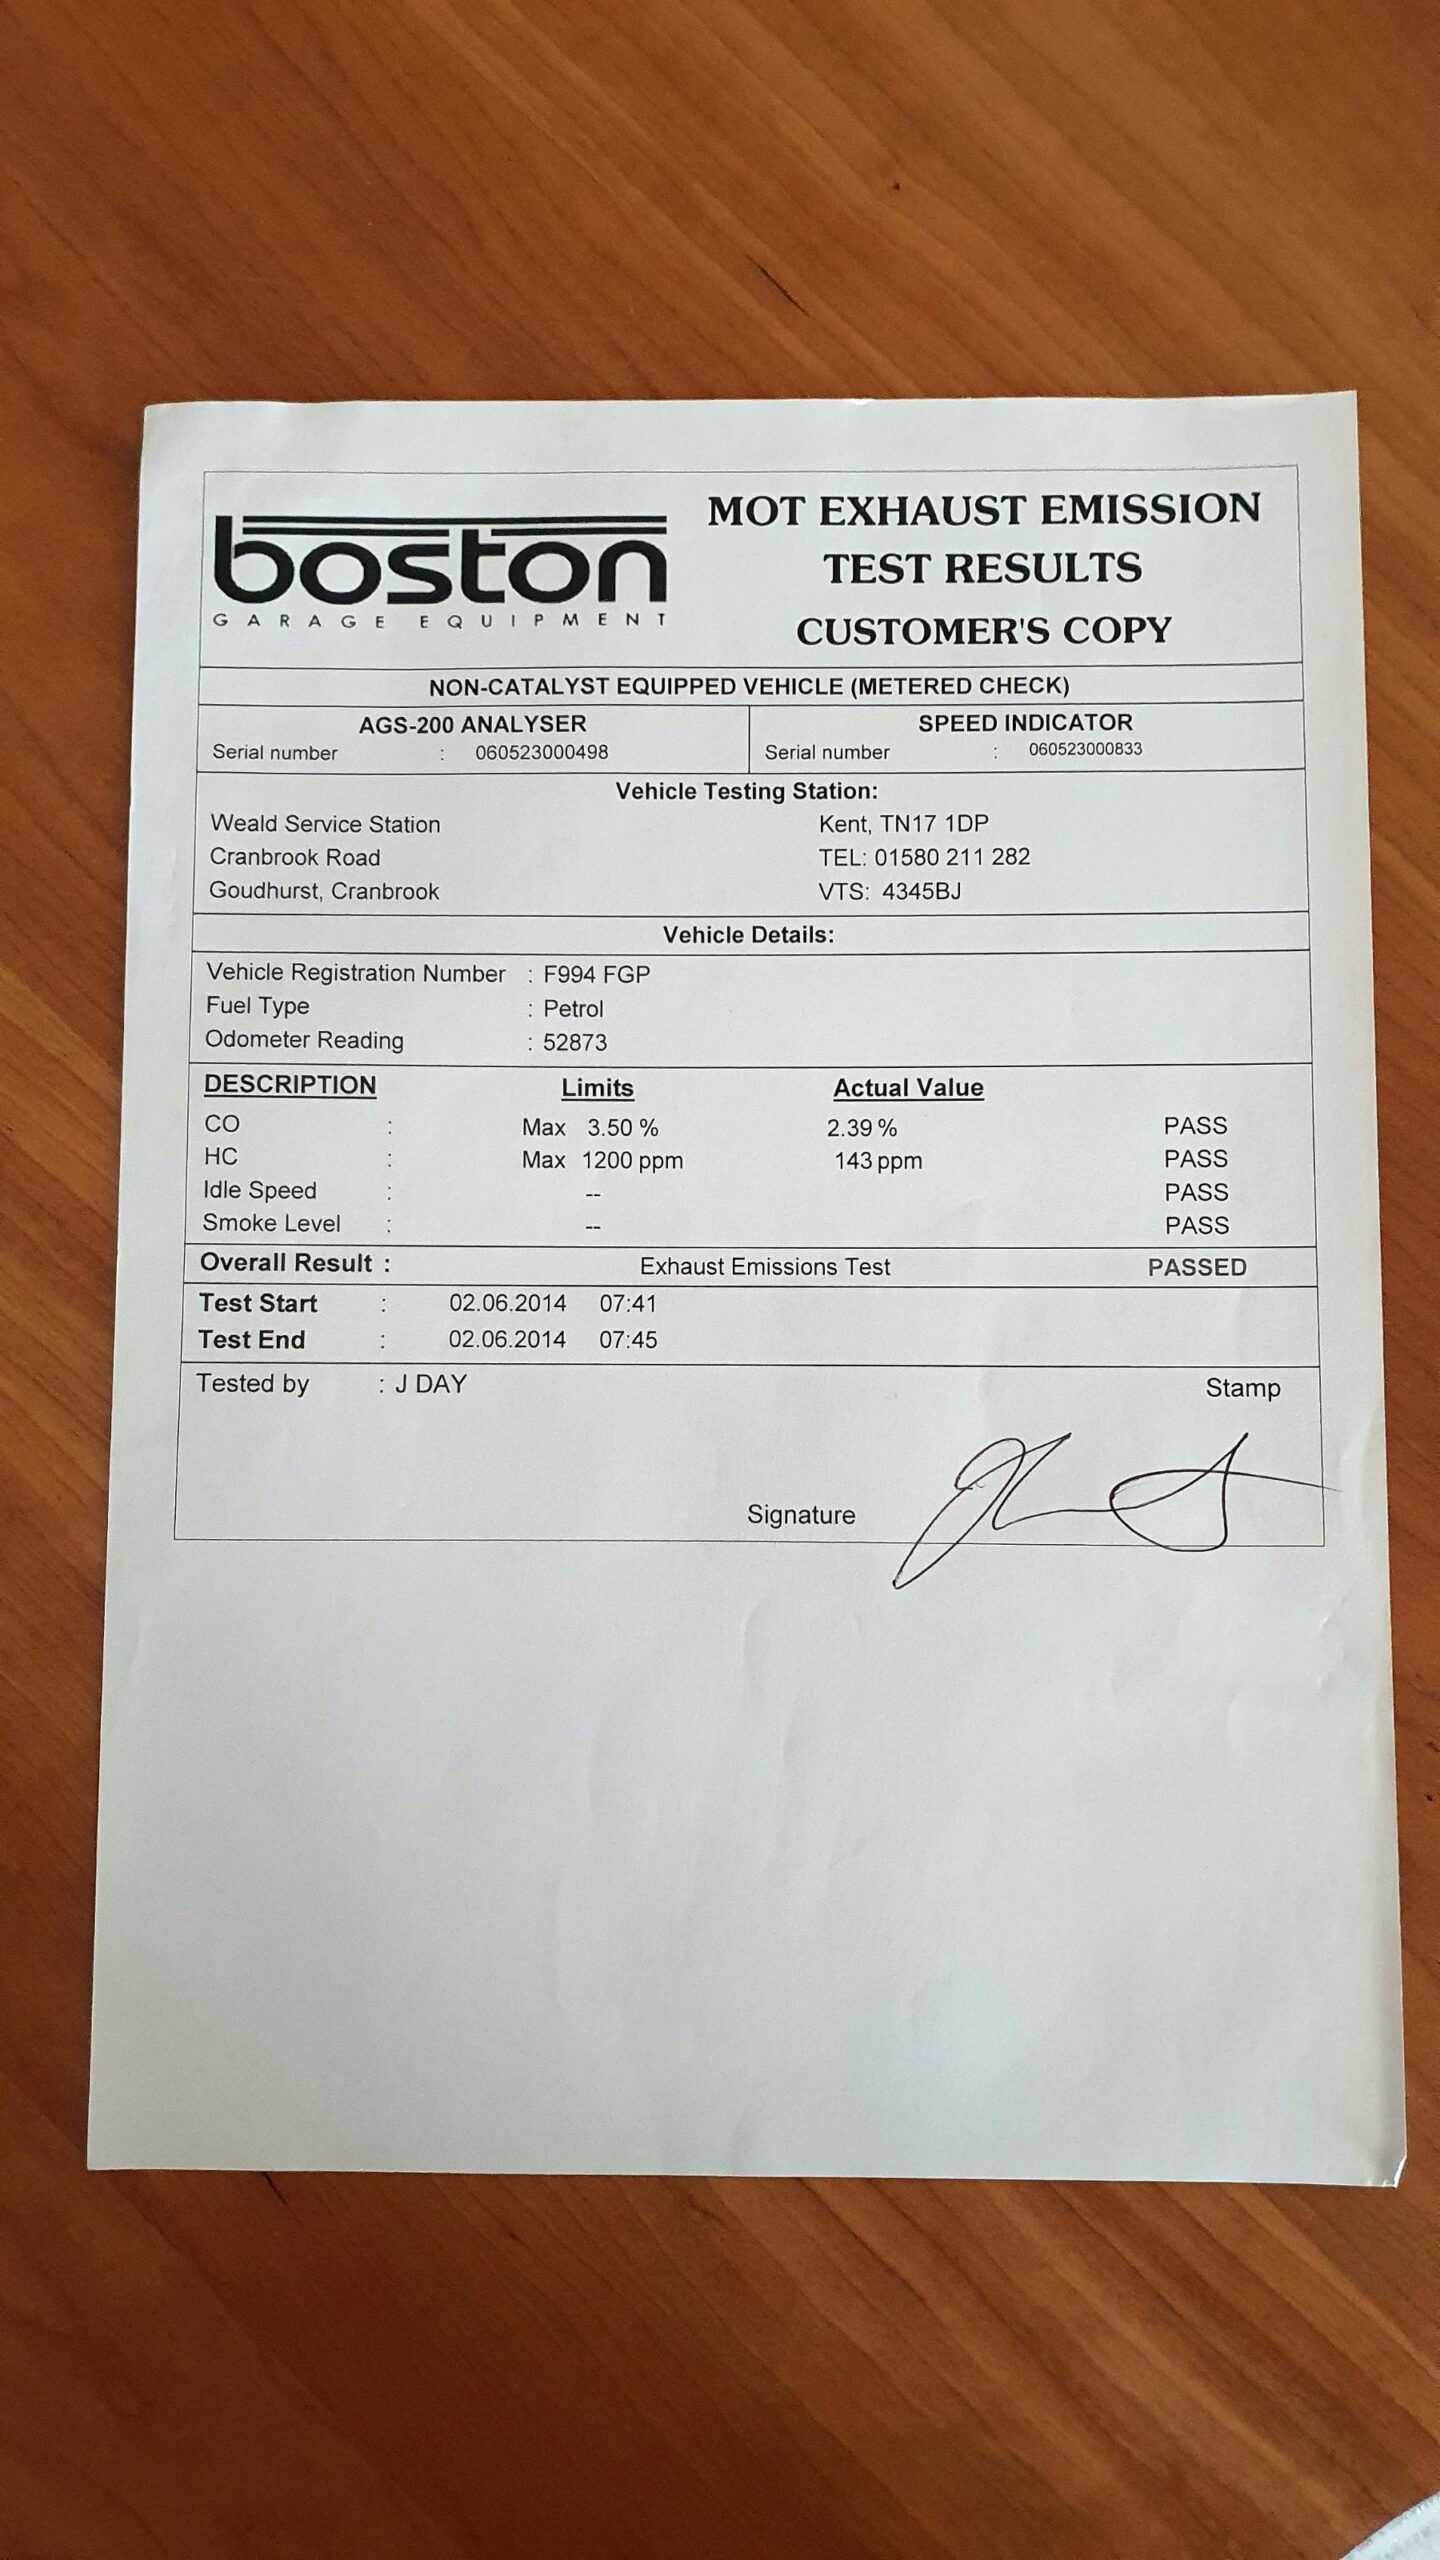 boston
GARAGE EQUIPMENT
MOT EXHAUST EMISSION
TEST RESULTS
CUSTOMER'S COPY
NON-CATALYST EQUIPPED VEHICLE (METERED CHECK)
AGS-200 ANALYSER
Serial number : 060523000498
SPEED INDICATOR
Serial number : 060523000833
Vehicle Testing Station:
Weald Service Station
Cranbrook Road
Goudhurst, Cranbrook
Kent, TN17 1DP
TEL: 01580 211 282
VTS: 4345BJ
Vehicle Details:
Vehicle Registration Number : F994 FGP
Fuel Type : Petrol
Odometer Reading : 52873
DESCRIPTION Limits Actual Value
CO : Max 3.50 % 2.39 % PASS
HC : Max 1200 ppm 143 ppm PASS
Idle Speed : -- PASS
Smoke Level : -- PASS
Overall Result : Exhaust Emissions Test PASSED
Test Start : 02.06.2014 07:41
Test End : 02.06.2014 07:45
Tested by : J DAY Stamp
Signature